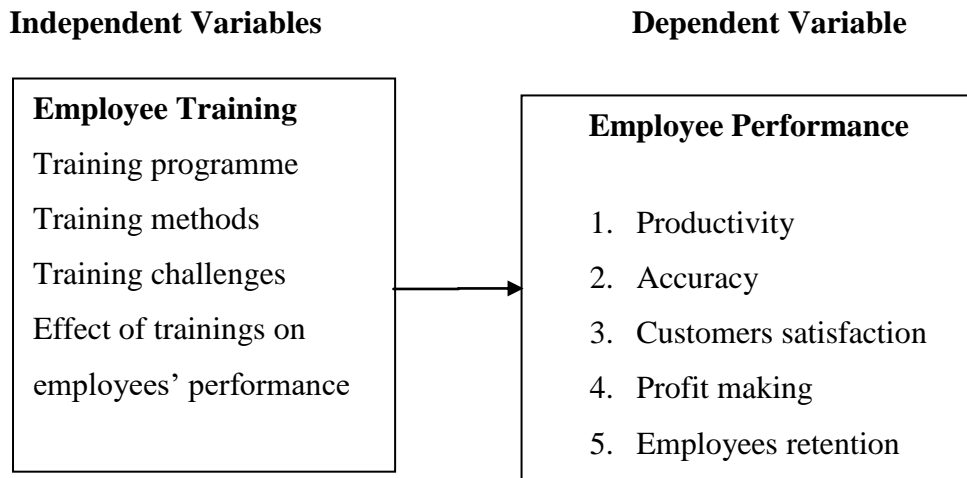 Independent Variables
Dependent Variable
Employee Training
Training programme
Training methods
Training challenges
Effect of trainings on
employees’ performance
Employee Performance
1. Productivity
2. Accuracy
3. Customers satisfaction
4. Profit making
5. Employees retention